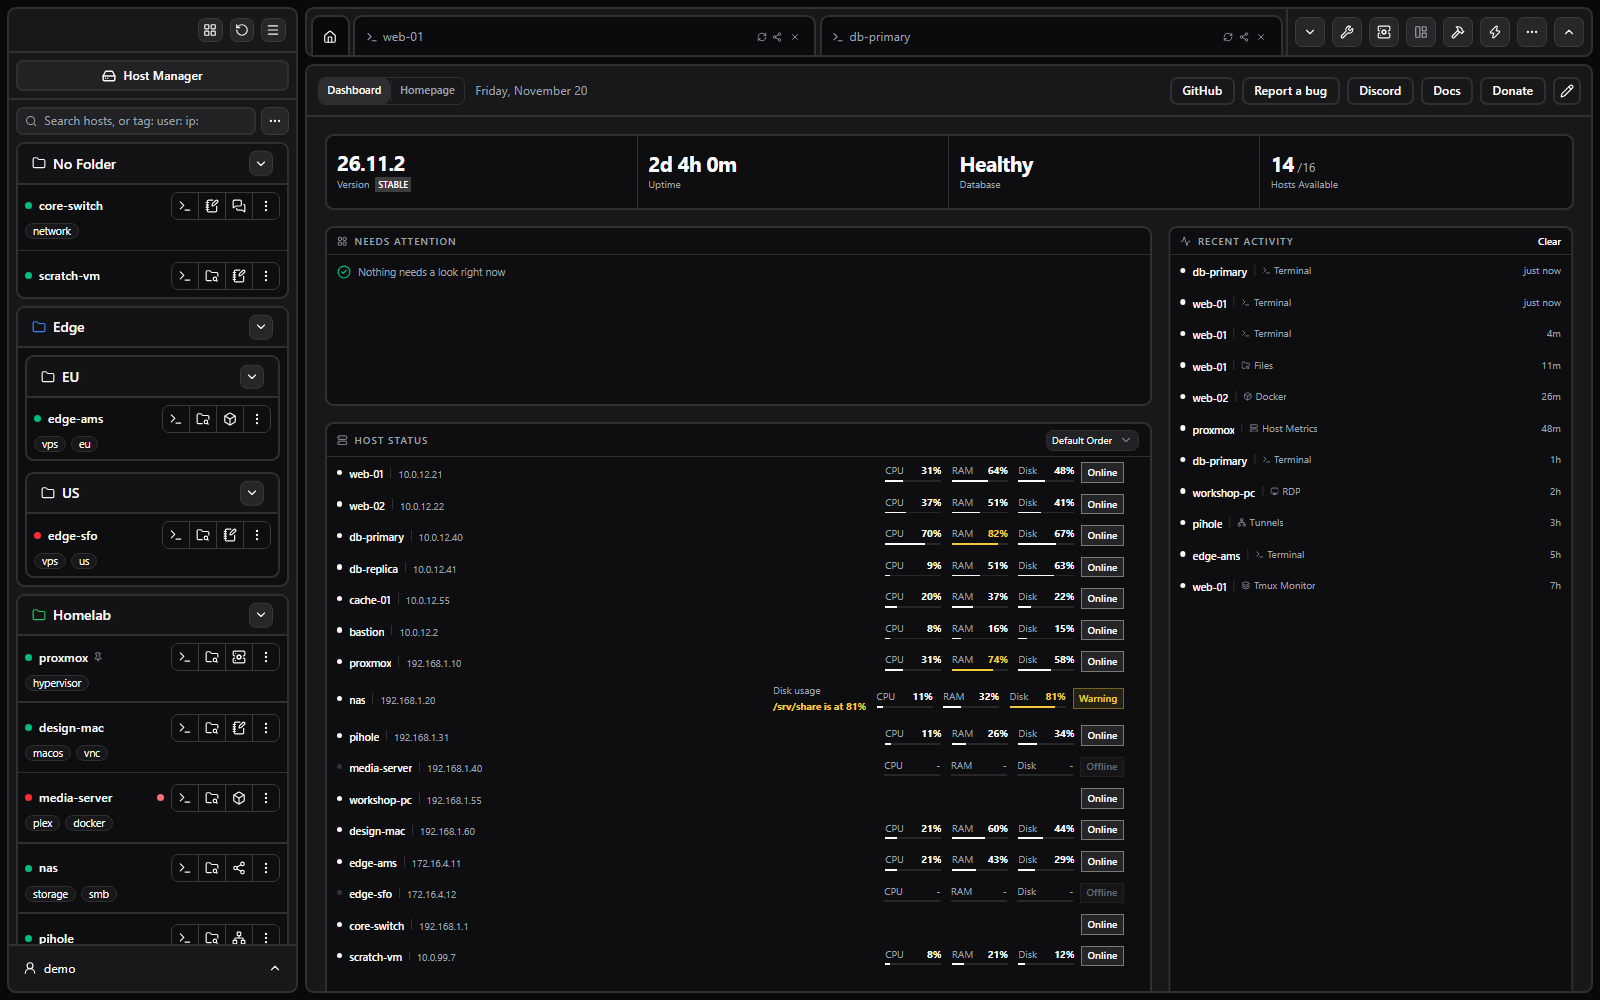 Host Manager
Search hosts, or tag: user: ip:
No Folder
core-switch
network
scratch-vm
Edge
EU
edge-ams
vps eu
US
edge-sfo
vps us
Homelab
proxmox
hypervisor
design-mac
macos vnc
media-server
plex docker
nas
storage smb
pihole
demo
web-01
db-primary
Dashboard Homepage Friday, November 20
GitHub Report a bug Discord Docs Donate
26.11.2
Version STABLE
2d 4h 0m
Uptime
Healthy
Database
14 /16
Hosts Available
NEEDS ATTENTION
Nothing needs a look right now
HOST STATUS Default Order
web-01 10.0.12.21 CPU 31% RAM 64% Disk 48% Online
web-02 10.0.12.22 CPU 37% RAM 51% Disk 41% Online
db-primary 10.0.12.40 CPU 70% RAM 82% Disk 67% Online
db-replica 10.0.12.41 CPU 9% RAM 51% Disk 63% Online
cache-01 10.0.12.55 CPU 20% RAM 37% Disk 22% Online
bastion 10.0.12.2 CPU 8% RAM 16% Disk 15% Online
proxmox 192.168.1.10 CPU 31% RAM 74% Disk 58% Online
nas 192.168.1.20 Disk usage /srv/share is at 81% CPU 11% RAM 32% Disk 81% Warning
pihole 192.168.1.31 CPU 11% RAM 26% Disk 34% Online
media-server 192.168.1.40 CPU - RAM - Disk - Offline
workshop-pc 192.168.1.55 Online
design-mac 192.168.1.60 CPU 21% RAM 60% Disk 44% Online
edge-ams 172.16.4.11 CPU 21% RAM 43% Disk 29% Online
edge-sfo 172.16.4.12 CPU - RAM - Disk - Offline
core-switch 192.168.1.1 Online
scratch-vm 10.0.99.7 CPU 8% RAM 21% Disk 12% Online
RECENT ACTIVITY Clear
db-primary Terminal just now
web-01 Terminal just now
web-01 Terminal 4m
web-01 Files 11m
web-02 Docker 26m
proxmox Host Metrics 48m
db-primary Terminal 1h
workshop-pc RDP 2h
pihole Tunnels 3h
edge-ams Terminal 5h
web-01 Tmux Monitor 7h